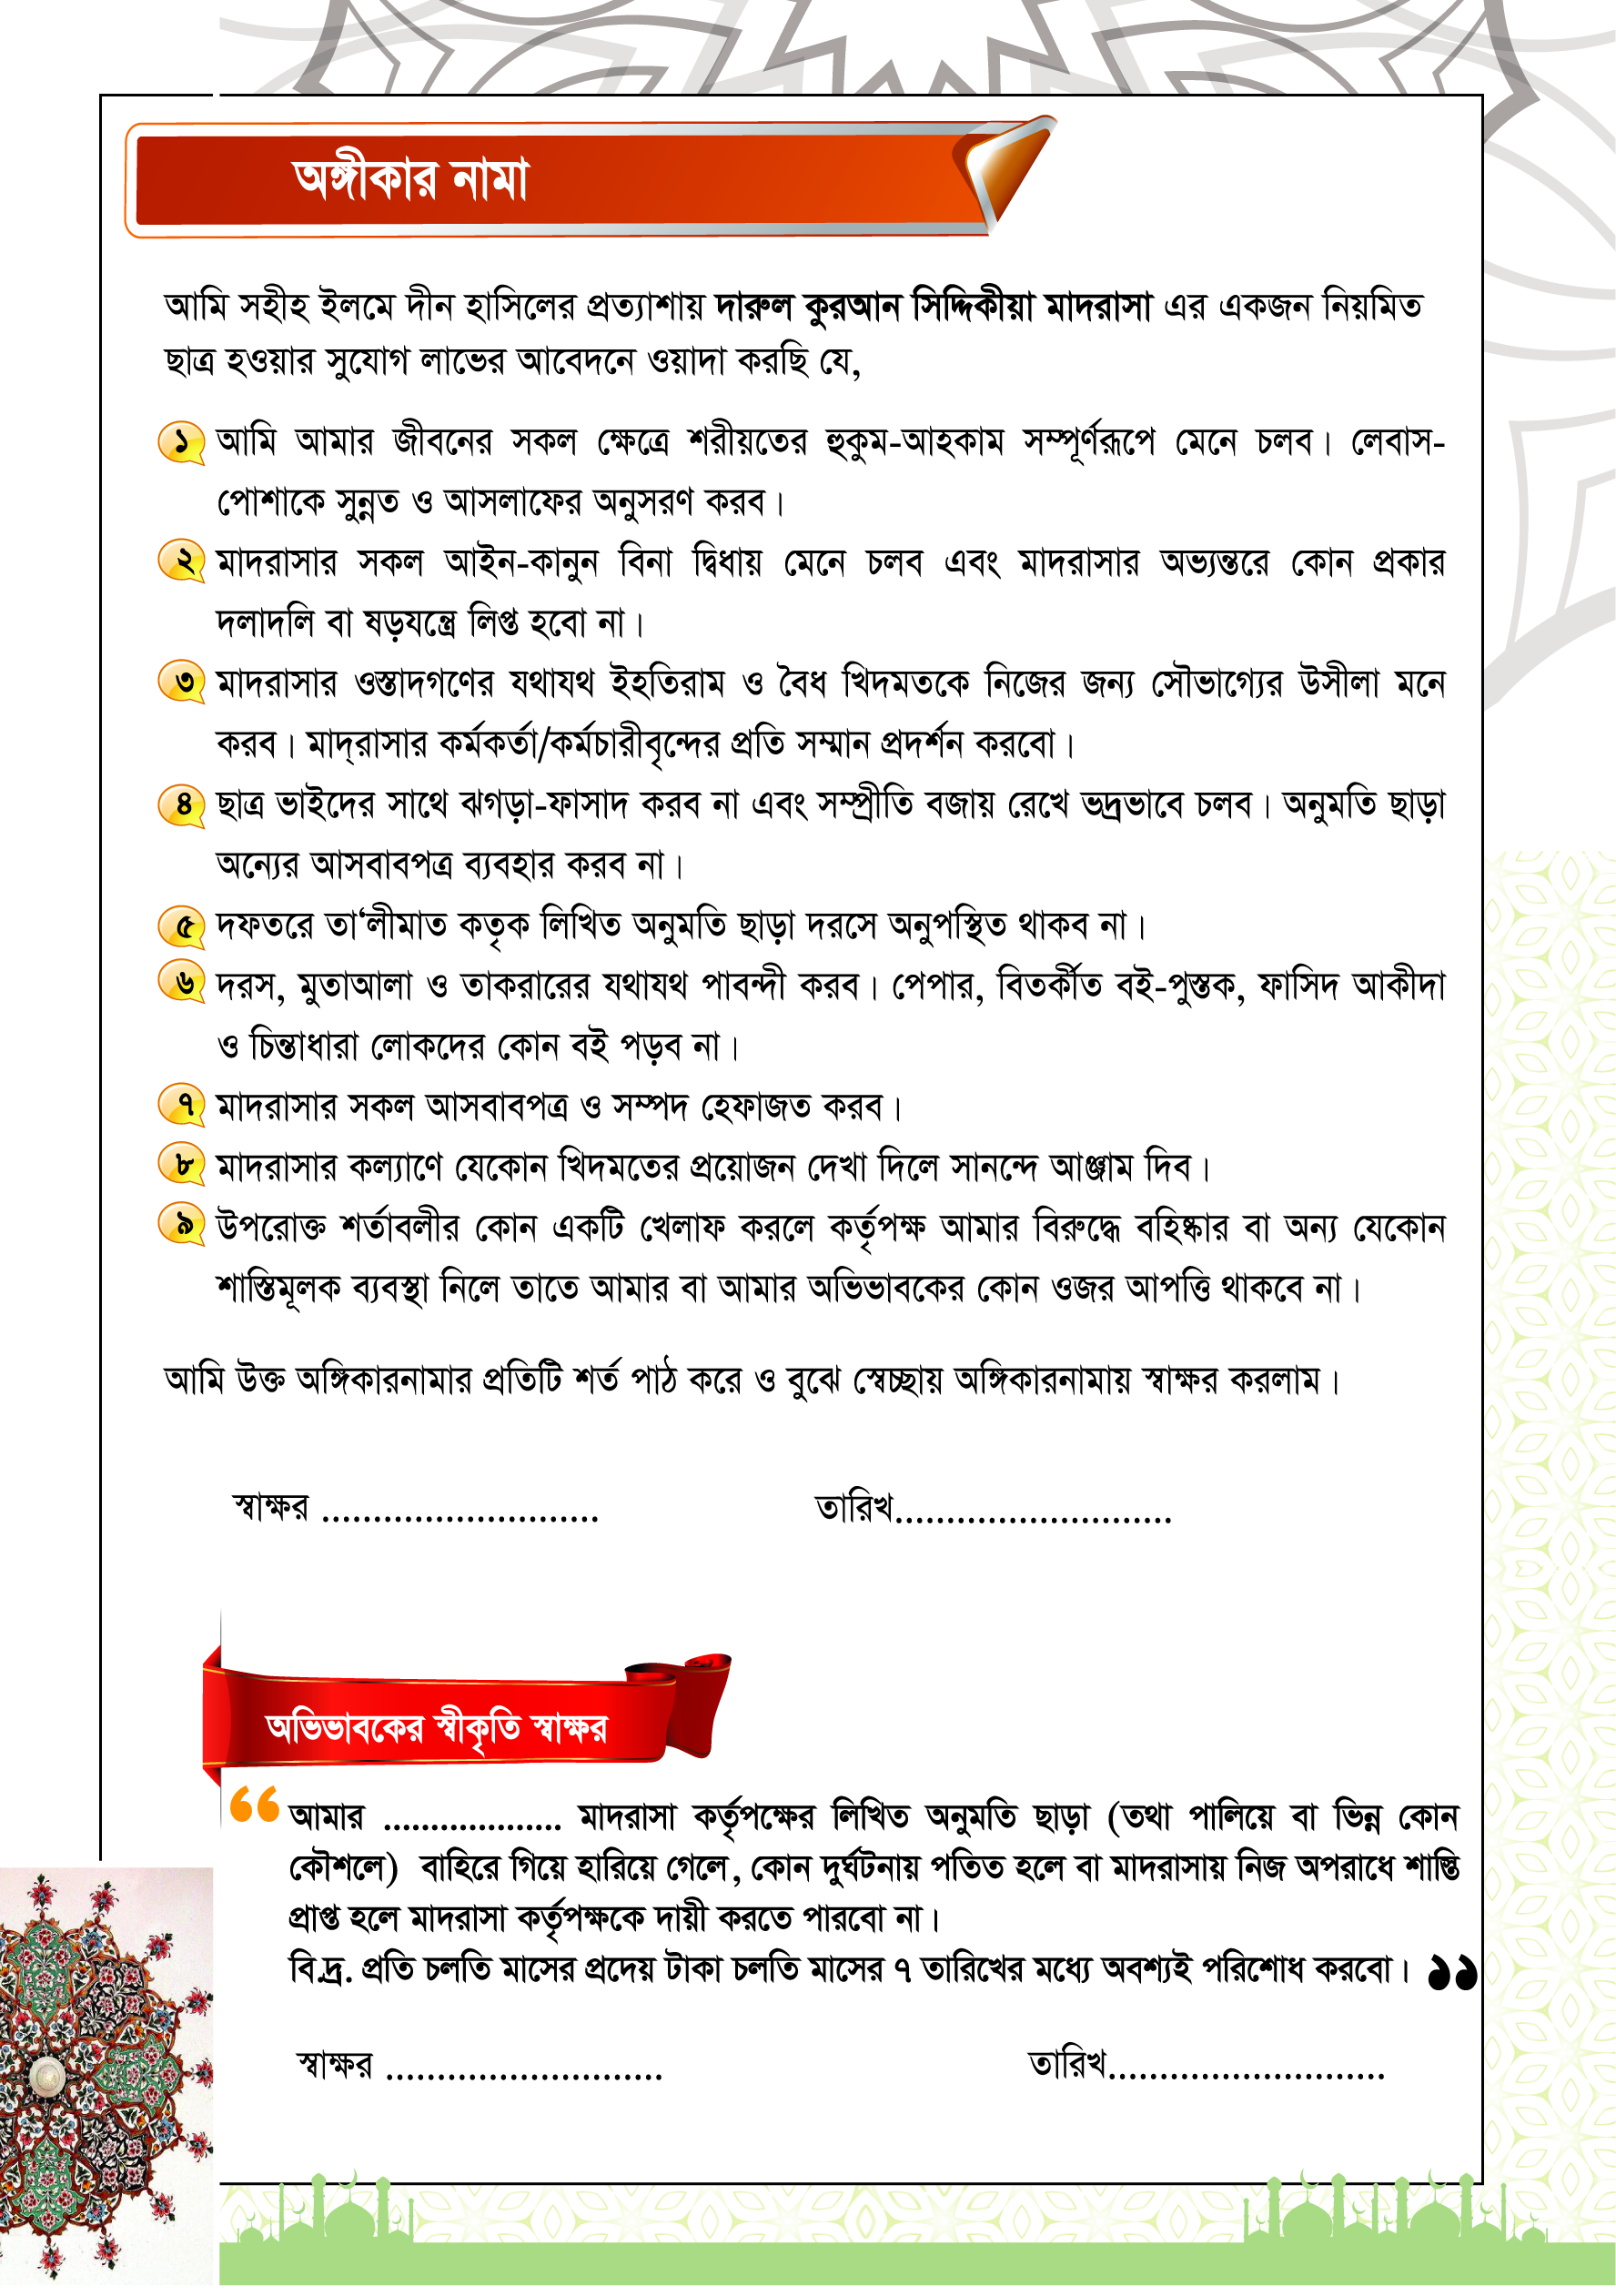 অঙ্গীকার নামা
আমি সহীহ ইলমে দীন হাসিলের প্রত্যাশায় দারুল কুরআন সিদ্দিকীয়া মাদরাসা এর একজন নিয়মিত
ছাত্র হওয়ার সুযোগ লাভের আবেদনে ওয়াদা করছি যে,
১ আমি আমার জীবনের সকল ক্ষেত্রে শরীয়তের হুকুম-আহকাম সম্পূর্ণরূপে মেনে চলব। লেবাস-
পোশাকে সুন্নত ও আসলাফের অনুসরণ করব।
২ মাদরাসার সকল আইন-কানুন বিনা দ্বিধায় মেনে চলব এবং মাদরাসার অভ্যন্তরে কোন প্রকার
দলাদলি বা ষড়যন্ত্রে লিপ্ত হবো না।
৩ মাদরাসার ওস্তাদগণের যথাযথ ইহতিরাম ও বৈধ খিদমতকে নিজের জন্য সৌভাগ্যের উসীলা মনে
করব। মাদ্‌রাসার কর্মকর্তা/কর্মচারীবৃন্দের প্রতি সম্মান প্রদর্শন করবো।
৪ ছাত্র ভাইদের সাথে ঝগড়া-ফাসাদ করব না এবং সম্প্রীতি বজায় রেখে ভদ্রভাবে চলব। অনুমতি ছাড়া
অন্যের আসবাবপত্র ব্যবহার করব না।
৫ দফতরে তা‘লীমাত কতৃক লিখিত অনুমতি ছাড়া দরসে অনুপস্থিত থাকব না।
৬ দরস, মুতাআলা ও তাকরারের যথাযথ পাবন্দী করব। পেপার, বিতর্কীত বই-পুস্তক, ফাসিদ আকীদা
ও চিন্তাধারা লোকদের কোন বই পড়ব না।
৭ মাদরাসার সকল আসবাবপত্র ও সম্পদ হেফাজত করব।
৮ মাদরাসার কল্যাণে যেকোন খিদমতের প্রয়োজন দেখা দিলে সানন্দে আঞ্জাম দিব।
৯ উপরোক্ত শর্তাবলীর কোন একটি খেলাফ করলে কর্তৃপক্ষ আমার বিরুদ্ধে বহিষ্কার বা অন্য যেকোন
শাস্তিমূলক ব্যবস্থা নিলে তাতে আমার বা আমার অভিভাবকের কোন ওজর আপত্তি থাকবে না।
আমি উক্ত অঙ্গিকারনামার প্রতিটি শর্ত পাঠ করে ও বুঝে স্বেচ্ছায় অঙ্গিকারনামায় স্বাক্ষর করলাম।
স্বাক্ষর ........................... তারিখ...........................
অভিভাবকের স্বীকৃতি স্বাক্ষর
“ আমার ................... মাদরাসা কর্তৃপক্ষের লিখিত অনুমতি ছাড়া (তথা পালিয়ে বা ভিন্ন কোন
কৌশলে) বাহিরে গিয়ে হারিয়ে গেলে, কোন দুর্ঘটনায় পতিত হলে বা মাদরাসায় নিজ অপরাধে শাস্তি
প্রাপ্ত হলে মাদরাসা কর্তৃপক্ষকে দায়ী করতে পারবো না।
বি.দ্র. প্রতি চলতি মাসের প্রদেয় টাকা চলতি মাসের ৭ তারিখের মধ্যে অবশ্যই পরিশোধ করবো। ”
স্বাক্ষর ........................... তারিখ...........................